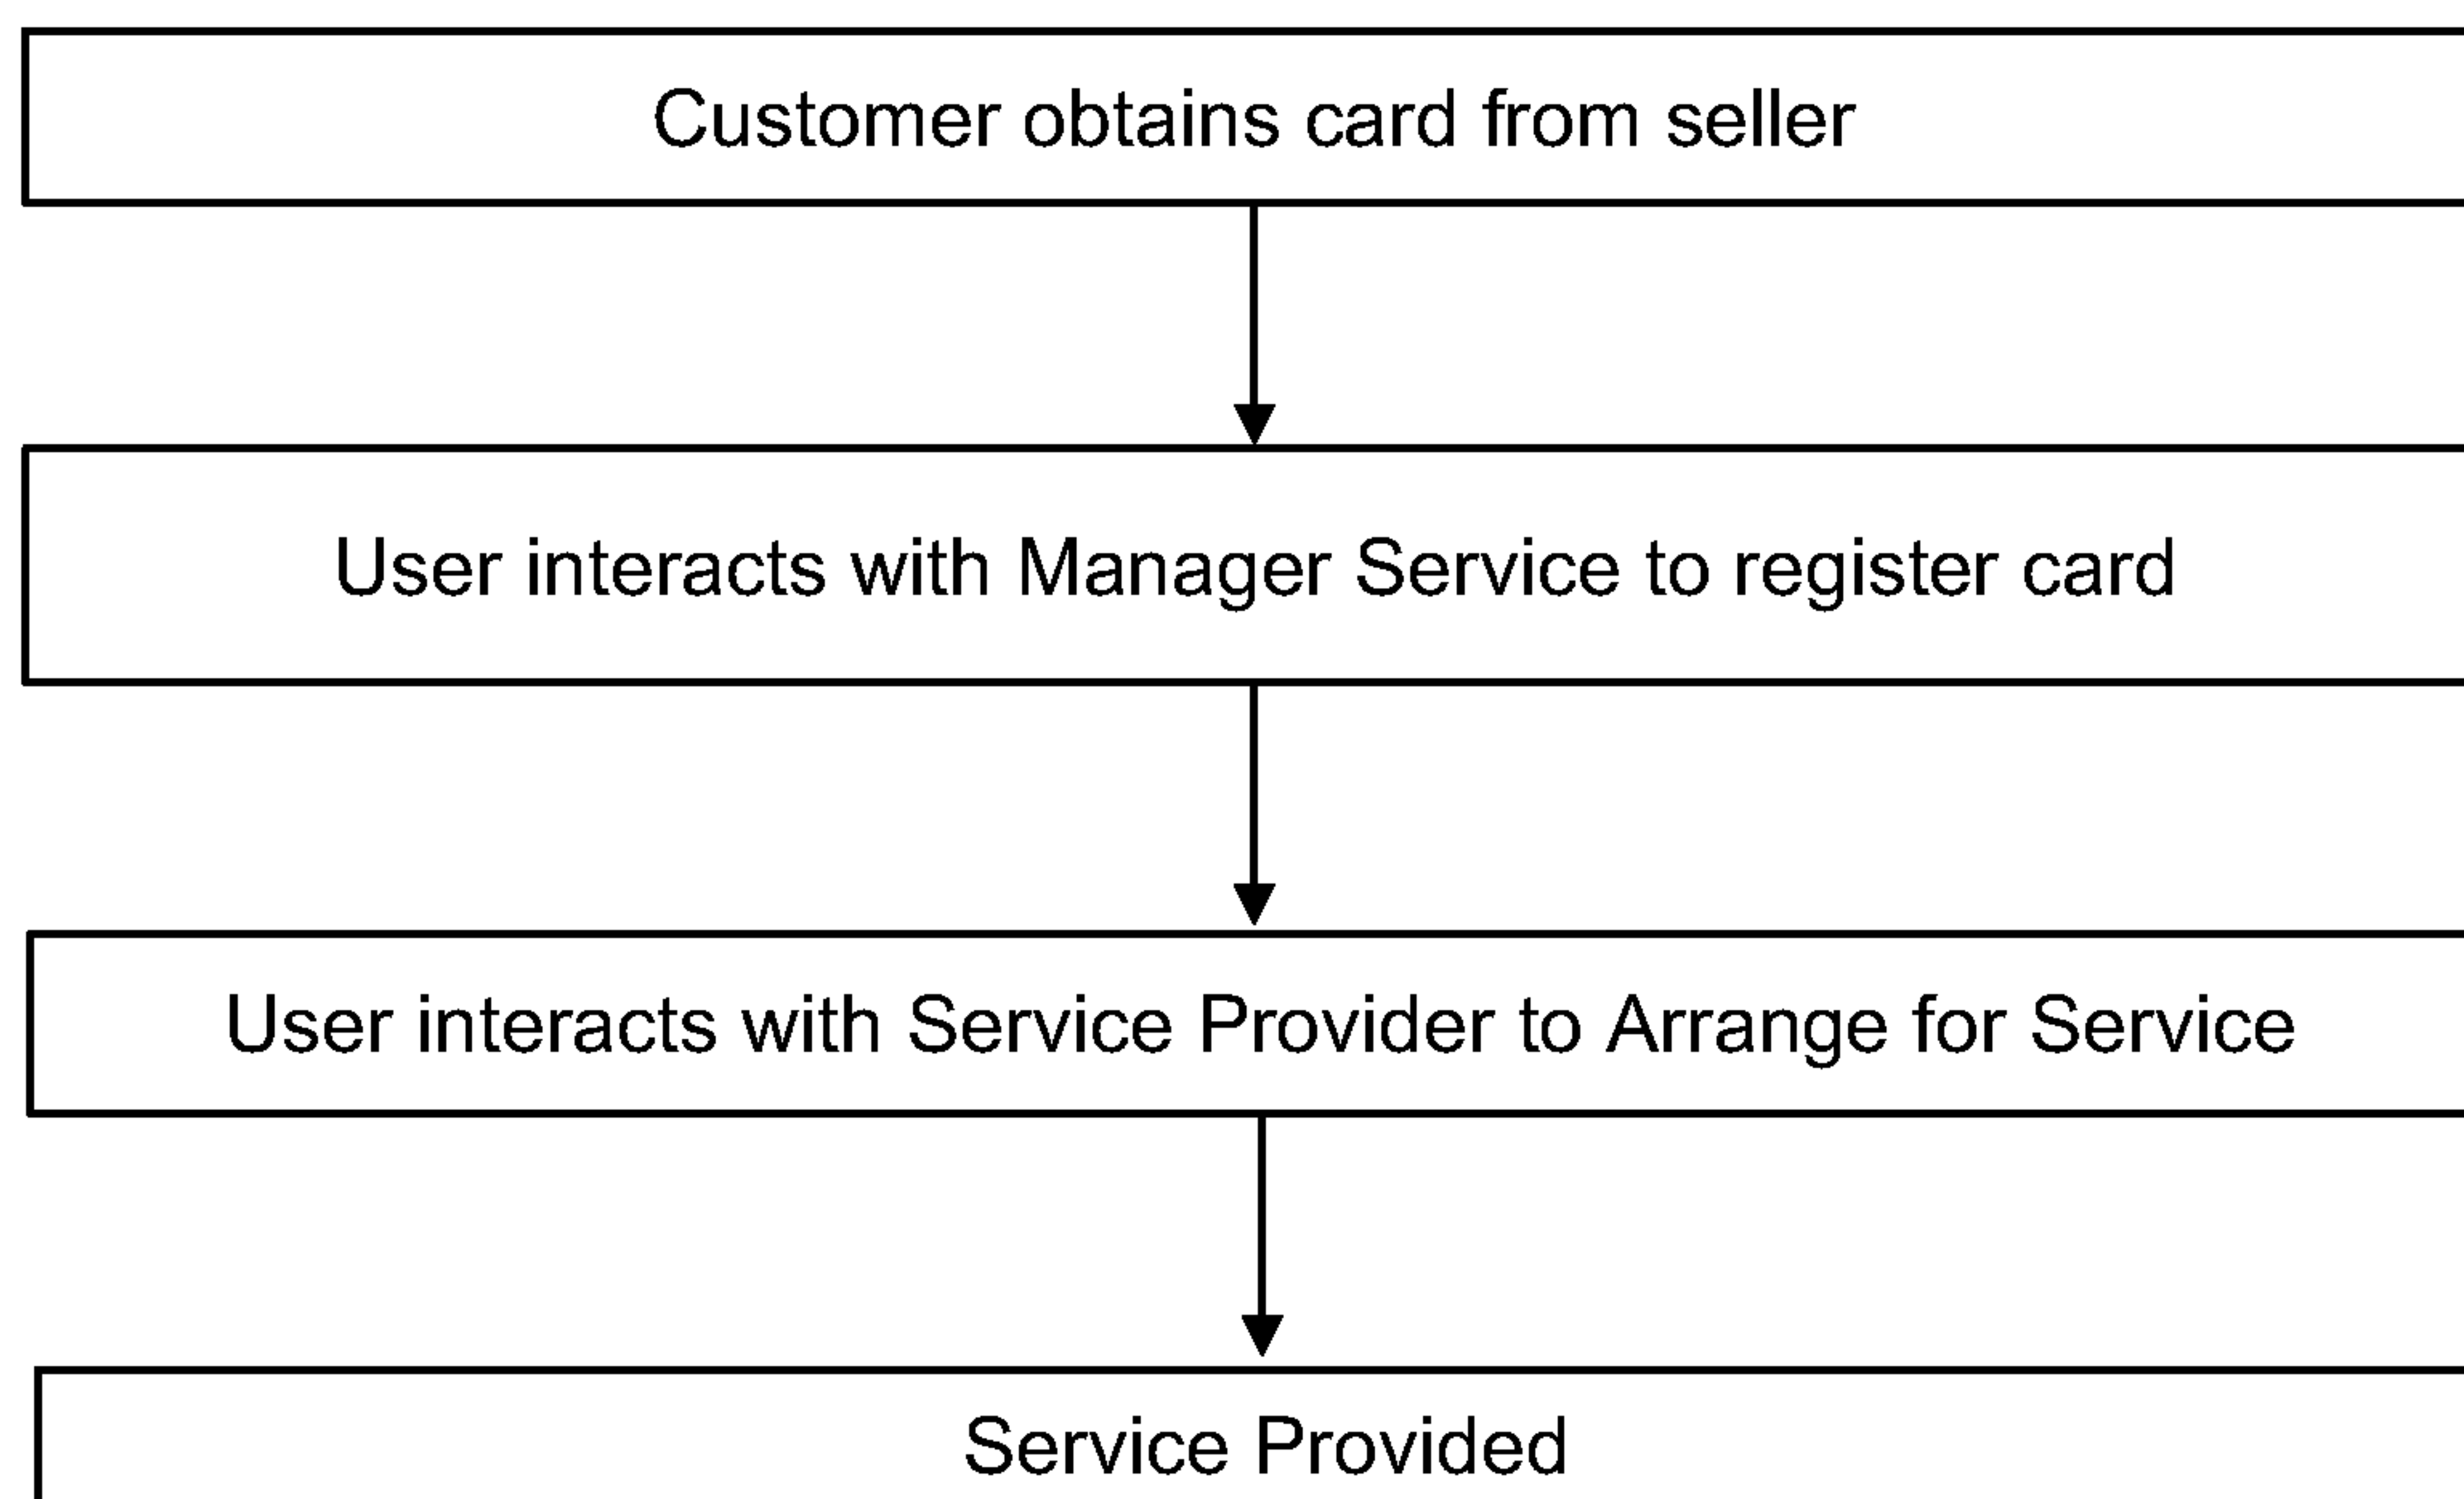 Customer obtains card from seller
User interacts with Manager Service to register card
User interacts with Service Provider to Arrange for Service
Service Provided